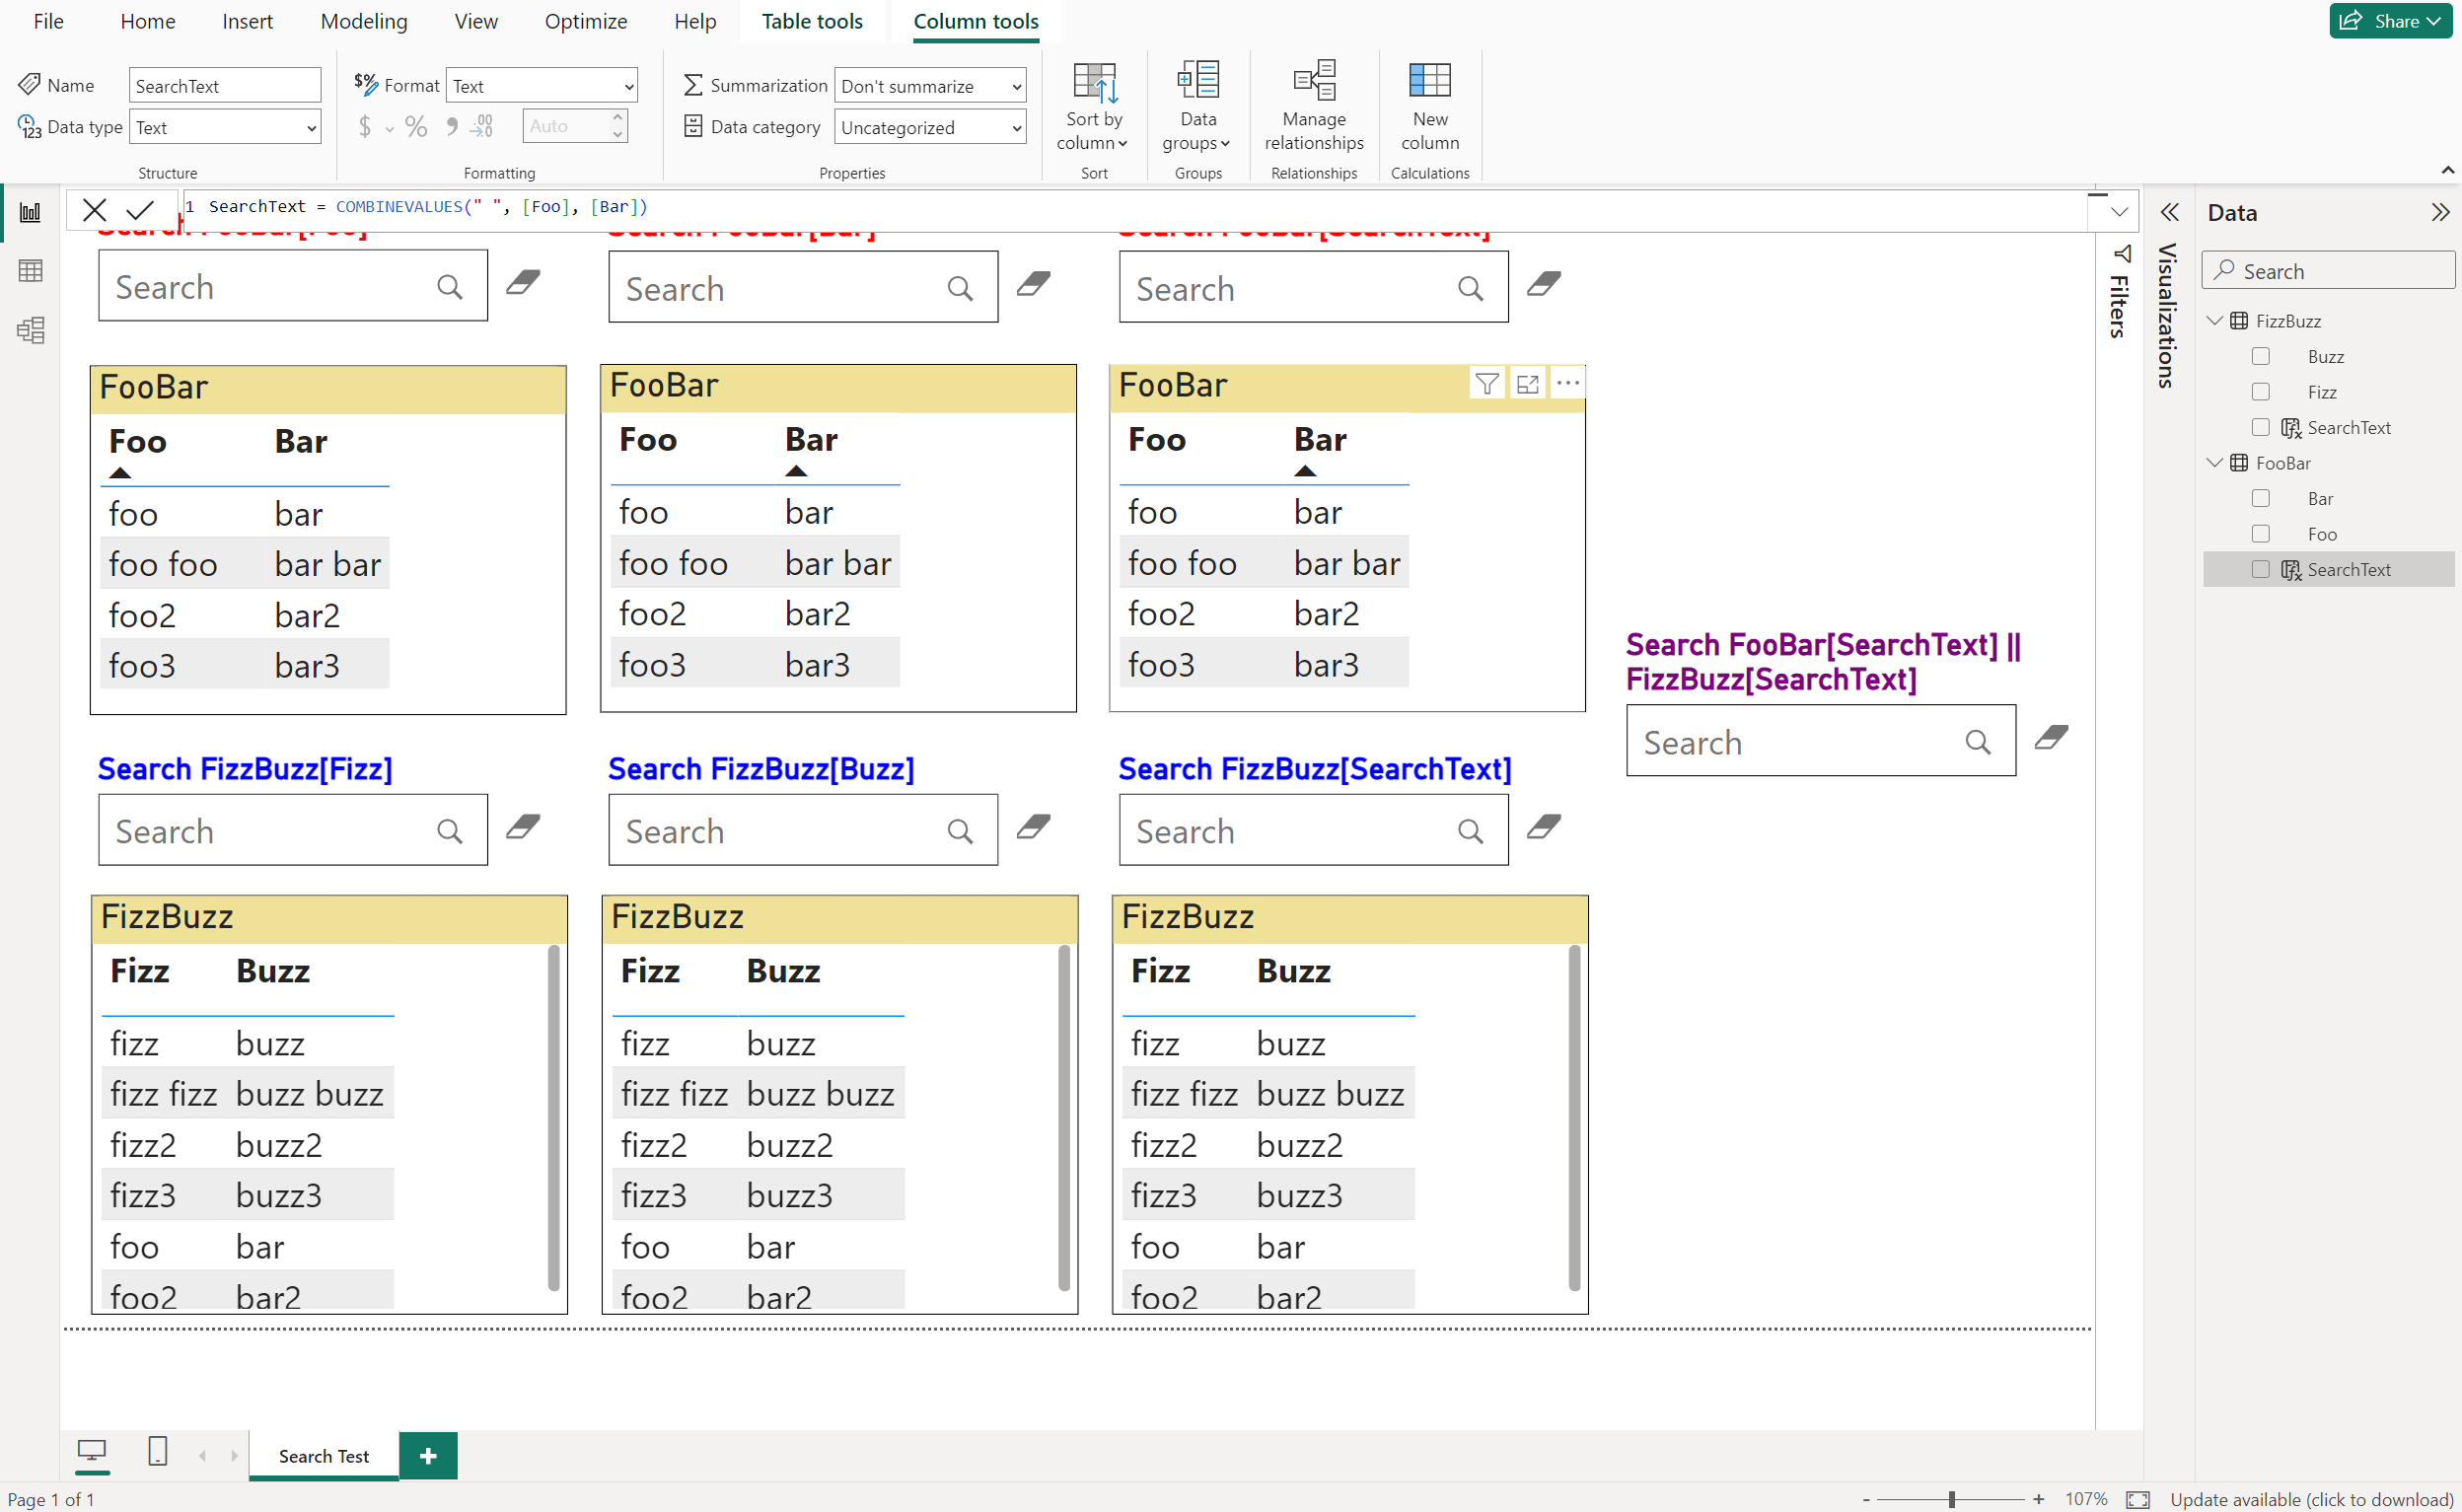 File Home Insert Modeling View Optimize Help Table tools Column tools Share
Name SearchText
Data type Text
Structure
$% Format Text
$ % Auto
Formatting
Summarization Don't summarize
Data category Uncategorized
Properties
Sort by
column
Sort
Data
groups
Groups
Manage
relationships
Relationships
New
column
Calculations
1 SearchText = COMBINEVALUES(" ", [Foo], [Bar])
Search FooBar[Foo]
Search
Search FooBar[Bar]
Search
Search FooBar[SearchText]
Search
FooBar
Foo Bar
foo bar
foo foo bar bar
foo2 bar2
foo3 bar3
FooBar
Foo Bar
foo bar
foo foo bar bar
foo2 bar2
foo3 bar3
FooBar
Foo Bar
foo bar
foo foo bar bar
foo2 bar2
foo3 bar3
Search FooBar[SearchText] ||
FizzBuzz[SearchText]
Search
Search FizzBuzz[Fizz]
Search
Search FizzBuzz[Buzz]
Search
Search FizzBuzz[SearchText]
Search
FizzBuzz
Fizz Buzz
fizz buzz
fizz fizz buzz buzz
fizz2 buzz2
fizz3 buzz3
foo bar
foo2 bar2
FizzBuzz
Fizz Buzz
fizz buzz
fizz fizz buzz buzz
fizz2 buzz2
fizz3 buzz3
foo bar
foo2 bar2
FizzBuzz
Fizz Buzz
fizz buzz
fizz fizz buzz buzz
fizz2 buzz2
fizz3 buzz3
foo bar
foo2 bar2
Filters
Visualizations
Data
Search
FizzBuzz
Buzz
Fizz
SearchText
FooBar
Bar
Foo
SearchText
Search Test
Page 1 of 1
- + 107% Update available (click to download)